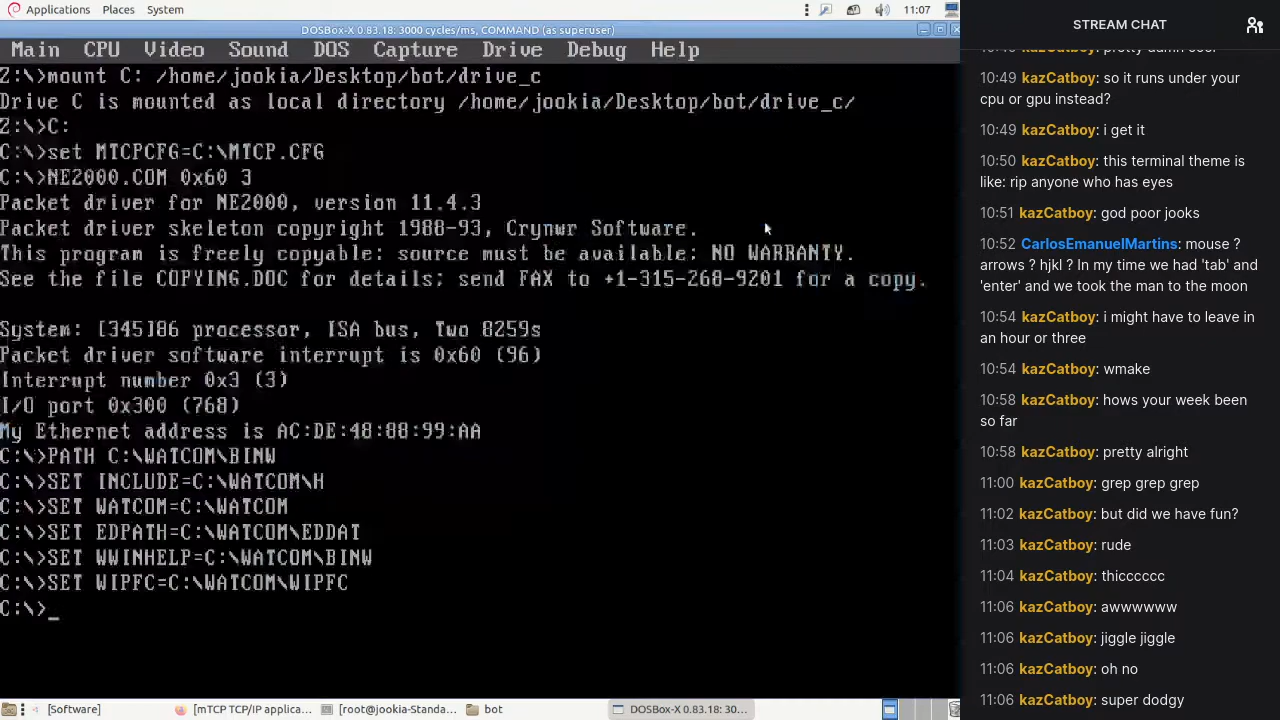 Applications Places System 11:07
DOSBox-X 0.83.18: 3000 cycles/ms, COMMAND (as superuser)
Main CPU Video Sound DOS Capture Drive Debug Help
Z:\>mount C: /home/jookia/Desktop/bot/drive_c
Drive C is mounted as local directory /home/jookia/Desktop/bot/drive_c/
Z:\>C:
C:\>set MTCPCFG=C:\MTCP.CFG
C:\>NE2000.COM 0x60 3
Packet driver for NE2000, version 11.4.3
Packet driver skeleton copyright 1988-93, Crynwr Software.
This program is freely copyable; source must be available; NO WARRANTY.
See the file COPYING.DOC for details; send FAX to +1-315-268-9201 for a copy.
System: [345]86 processor, ISA bus, Two 8259s
Packet driver software interrupt is 0x60 (96)
Interrupt number 0x3 (3)
I/O port 0x300 (768)
My Ethernet address is AC:DE:48:88:99:AA
C:\>PATH C:\WATCOM\BINW
C:\>SET INCLUDE=C:\WATCOM\H
C:\>SET WATCOM=C:\WATCOM
C:\>SET EDPATH=C:\WATCOM\EDDAT
C:\>SET WWINHELP=C:\WATCOM\BINW
C:\>SET WIPFC=C:\WATCOM\WIPFC
C:\>_
[Software] [mTCP TCP/IP applica... [root@jookia-Standa... bot DOSBox-X 0.83.18: 30...
STREAM CHAT
10:49 kazCatboy: so it runs under your
cpu or gpu instead?
10:49 kazCatboy: i get it
10:50 kazCatboy: this terminal theme is
like: rip anyone who has eyes
10:51 kazCatboy: god poor jooks
10:52 CarlosEmanuelMartins: mouse ?
arrows ? hjkl ? In my time we had 'tab' and
'enter' and we took the man to the moon
10:54 kazCatboy: i might have to leave in
an hour or three
10:54 kazCatboy: wmake
10:58 kazCatboy: hows your week been
so far
10:58 kazCatboy: pretty alright
11:00 kazCatboy: grep grep grep
11:02 kazCatboy: but did we have fun?
11:03 kazCatboy: rude
11:04 kazCatboy: thicccccc
11:06 kazCatboy: awwwwww
11:06 kazCatboy: jiggle jiggle
11:06 kazCatboy: oh no
11:06 kazCatboy: super dodgy